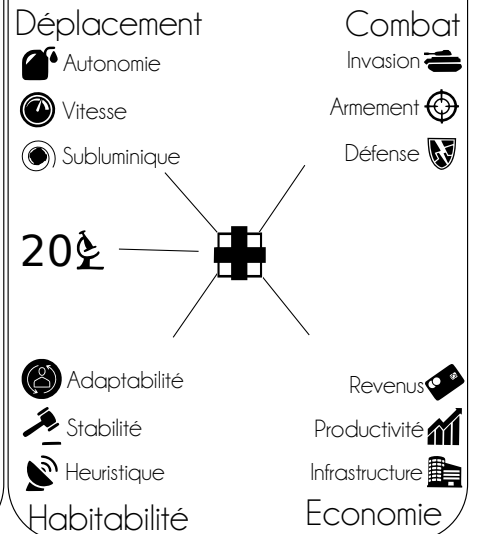 Déplacement
Autonomie
Vitesse
Subluminique
Combat
Invasion
Armement
Défense
20
Adaptabilité
Stabilité
Heuristique
Habitabilité
Revenus
Productivité
Infrastructure
Economie